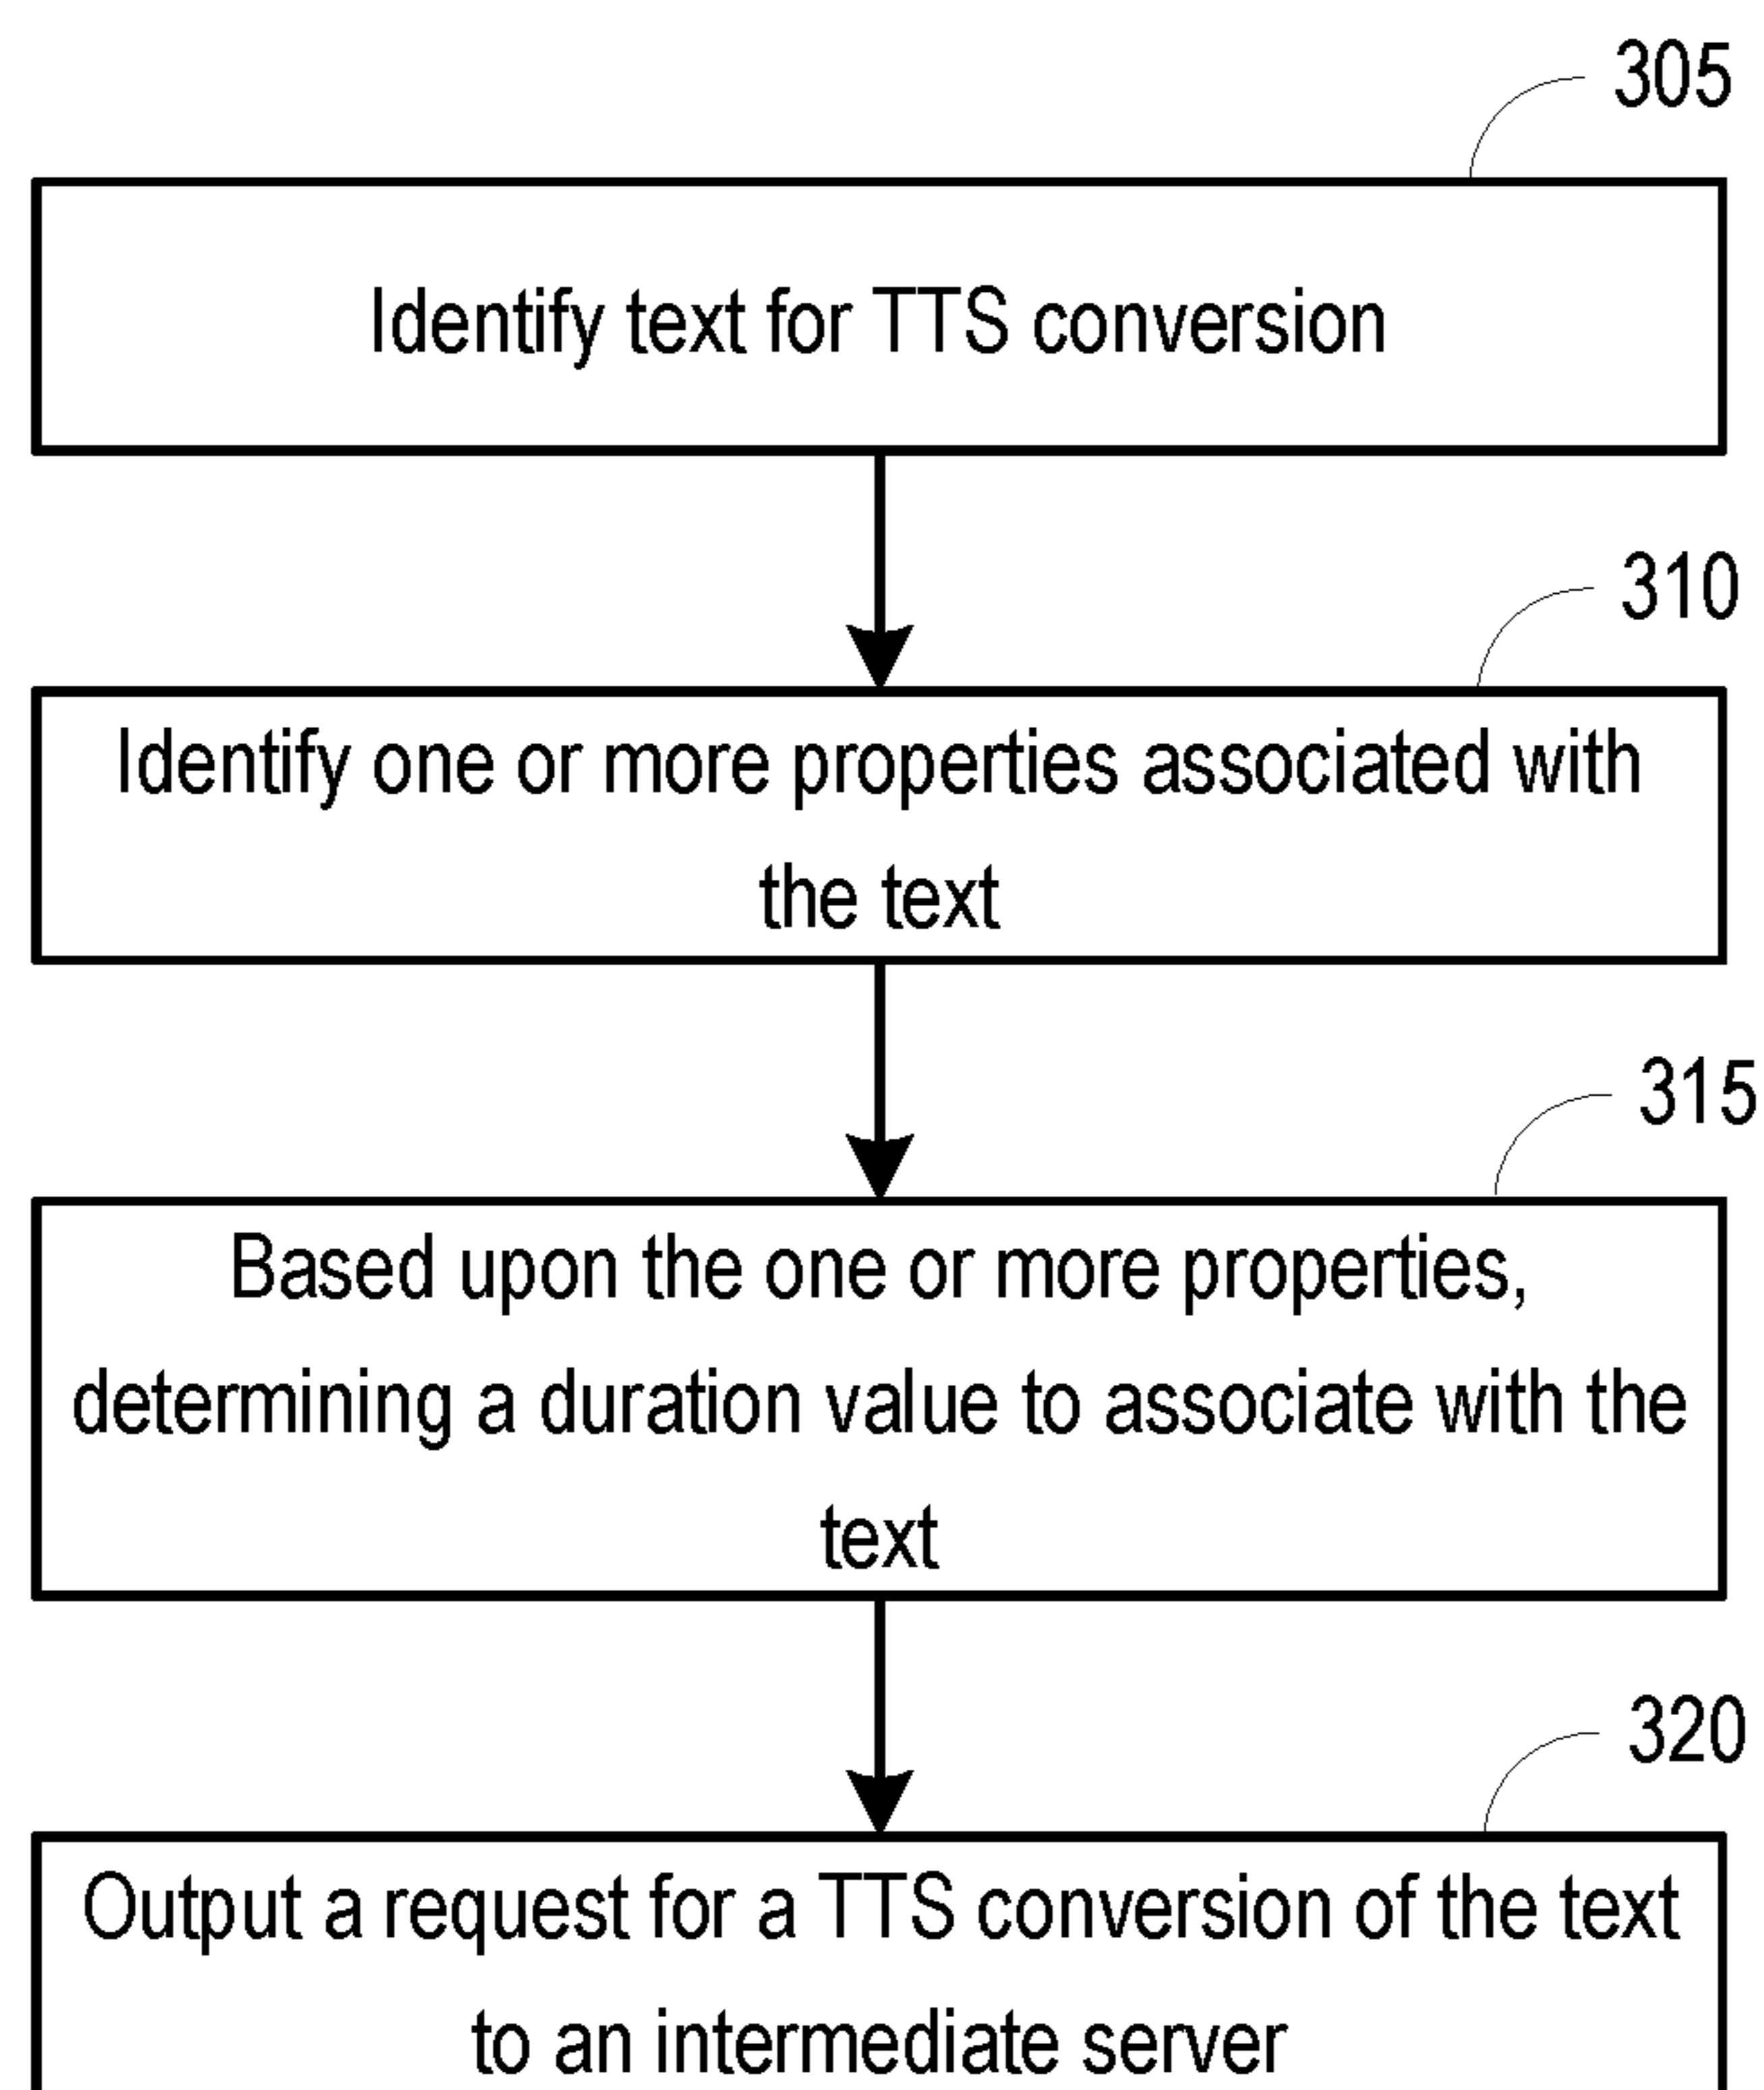 305
Identify text for TTS conversion
310
Identify one or more properties associated with
the text
315
Based upon the one or more properties,
determining a duration value to associate with the
text
320
Output a request for a TTS conversion of the text
to an intermediate server